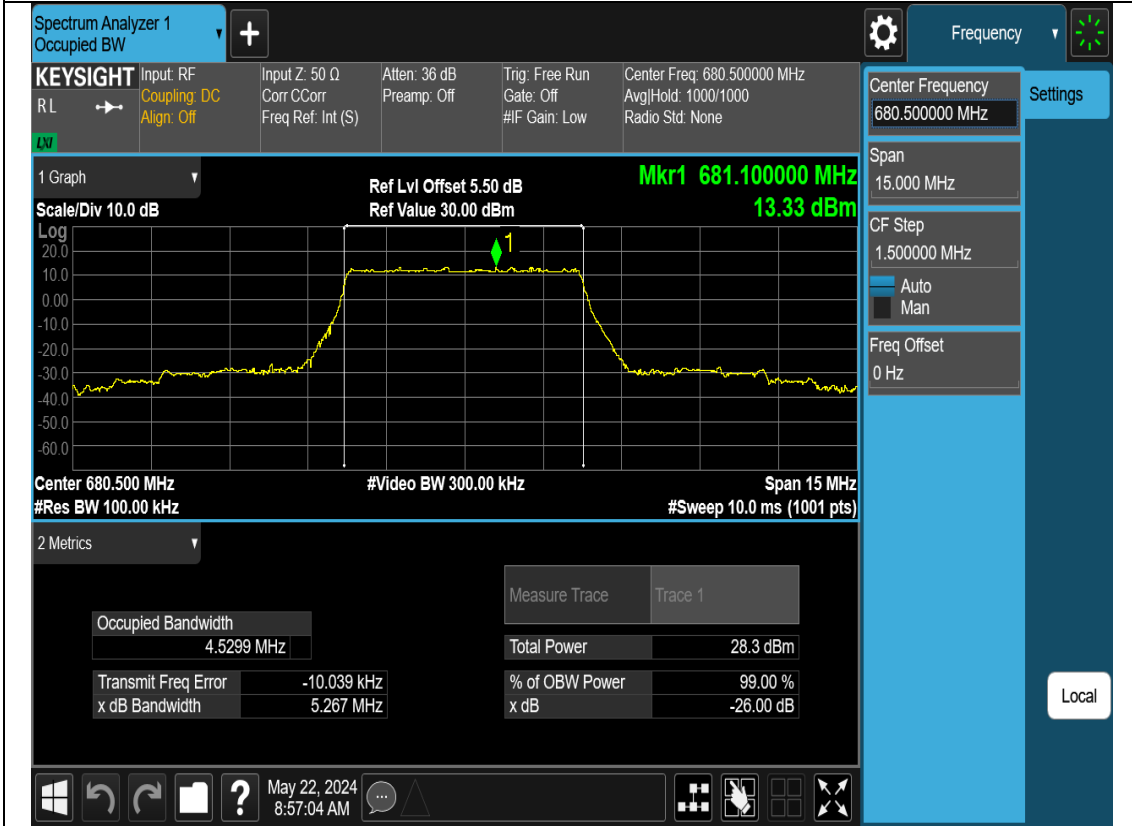 Spectrum Analyzer 1
Occupied BW
Frequency
KEYSIGHT
RL
LXI
Input: RF
Coupling: DC
Align: Off
Input Z: 50 Ω
Corr CCorr
Freq Ref: Int (S)
Atten: 36 dB
Preamp: Off
Trig: Free Run
Gate: Off
#IF Gain: Low
Center Freq: 680.500000 MHz
Avg|Hold: 1000/1000
Radio Std: None
Center Frequency
680.500000 MHz
Settings
Span
15.000 MHz
CF Step
1.500000 MHz
Auto
Man
Freq Offset
0 Hz
Local
1 Graph
Scale/Div 10.0 dB
Ref Lvl Offset 5.50 dB
Ref Value 30.00 dBm
Mkr1 681.100000 MHz
13.33 dBm
Log
1
20.0
10.0
0.00
-10.0
-20.0
-30.0
-40.0
-50.0
-60.0
Center 680.500 MHz
#Video BW 300.00 kHz
Span 15 MHz
#Res BW 100.00 kHz
#Sweep 10.0 ms (1001 pts)
2 Metrics
Measure Trace Trace 1
Occupied Bandwidth
4.5299 MHz
Total Power 28.3 dBm
Transmit Freq Error -10.039 kHz
% of OBW Power 99.00 %
x dB Bandwidth 5.267 MHz
x dB -26.00 dB
May 22, 2024
8:57:04 AM